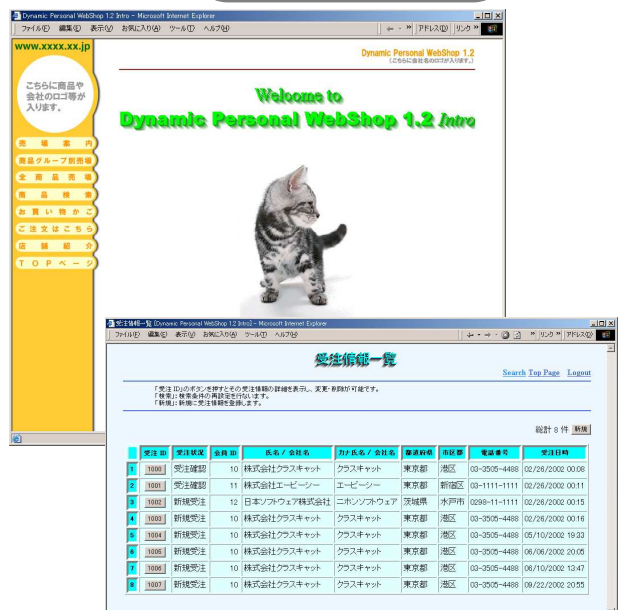 Dynamic Personal WebShop 1.2 Intro - Microsoft Internet Explorer
ファイル(F) 編集(E) 表示(V) お気に入り(A) ツール(T) ヘルプ(H) アドレス(D) リンク
www.xxxx.xx.jp
Dynamic Personal WebShop 1.2
(こちらに会社名のロゴが入ります。)
こちらに商品や
会社のロゴ等が
入ります。
Welcome to
Dynamic Personal WebShop 1.2 Intro
売場案内
商品グループ別売場
全商品売場
商品検索
お買い物かご
ご注文はこちら
店舗紹介
TOPページ
受注情報一覧 [Dynamic Personal WebShop 1.2 Intro] - Microsoft Internet Explorer
ファイル(F) 編集(E) 表示(V) お気に入り(A) ツール(T) ヘルプ(H) リンク アドレス(D)
受注情報一覧
Search Top Page Logout
「受注 ID」のボタンを押すとその受注情報の詳細を表示し、変更・削除が可能です。
「検索」: 検索条件の再設定を行ないます。
「新規」: 新規に受注情報を登録します。
総計 8 件 新規
受注 ID 受注状況 会員 ID 氏名 / 会社名 カナ氏名 / 会社名 都道府県 市区郡 電話番号 受注日時
1 1000 受注確認 10 株式会社クラスキャット クラスキャット 東京都 港区 03-3505-4488 02/26/2002 00:08
2 1001 受注確認 11 株式会社エービーシー エービーシー 東京都 新宿区 03-1111-1111 02/26/2002 00:11
3 1002 新規受注 12 日本ソフトウェア株式会社 ニホンソフトウェア 茨城県 水戸市 0298-11-1111 02/26/2002 00:15
4 1003 新規受注 10 株式会社クラスキャット クラスキャット 東京都 港区 03-3505-4488 02/26/2002 00:16
5 1004 新規受注 10 株式会社クラスキャット クラスキャット 東京都 港区 03-3505-4488 05/10/2002 19:33
6 1005 新規受注 10 株式会社クラスキャット クラスキャット 東京都 港区 03-3505-4488 06/06/2002 20:05
7 1006 新規受注 10 株式会社クラスキャット クラスキャット 東京都 港区 03-3505-4488 06/10/2002 13:47
8 1007 新規受注 10 株式会社クラスキャット クラスキャット 東京都 港区 03-3505-4488 09/22/2002 20:55